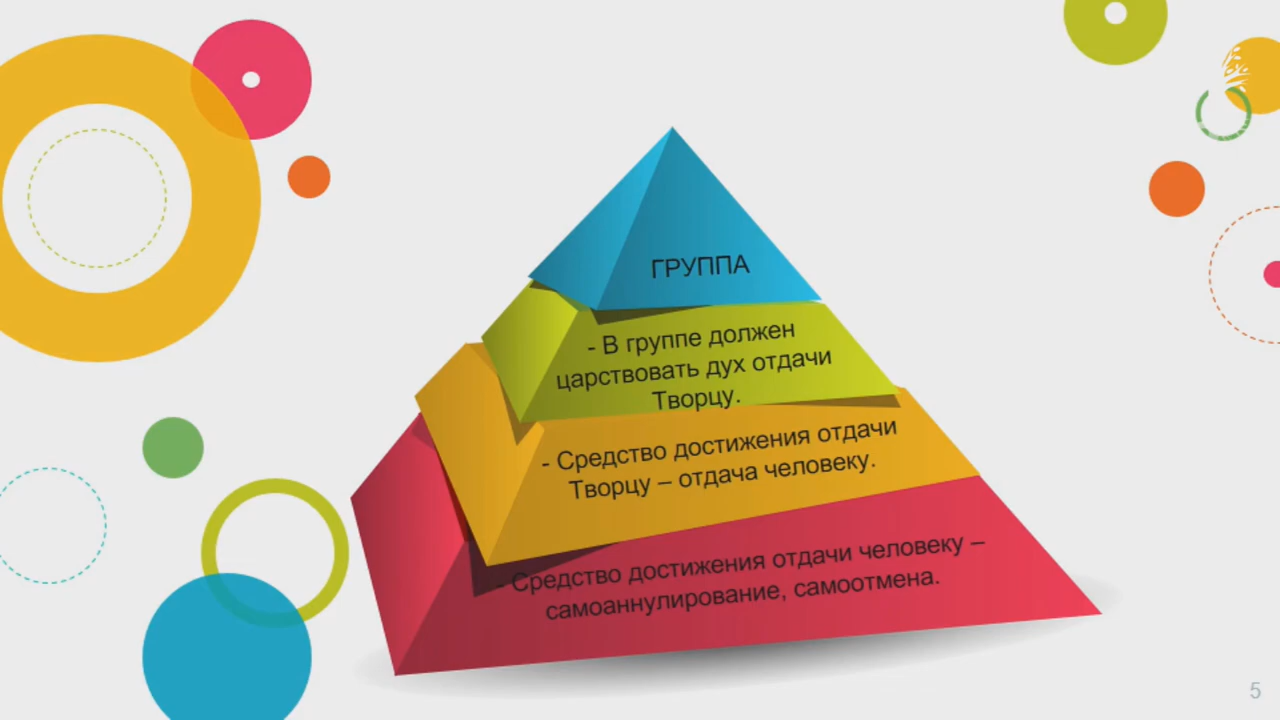 ГРУППА
- В группе должен
царствовать дух отдачи
Творцу.
- Средство достижения отдачи
Творцу – отдача человеку.
- Средство достижения отдачи человеку –
самоаннулирование, самоотмена.
5